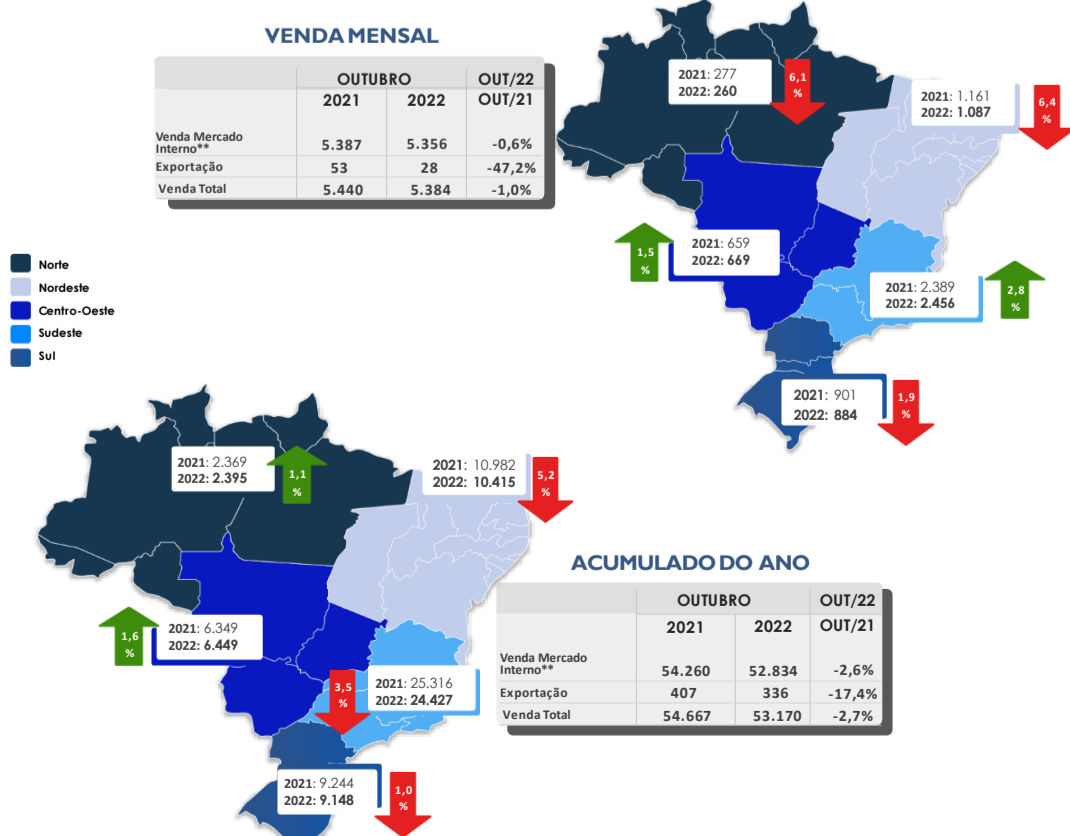 VENDA MENSAL
OUTUBRO OUT/22
2021 2022 OUT/21
Venda Mercado
Interno** 5.387 5.356 -0,6%
Exportação 53 28 -47,2%
Venda Total 5.440 5.384 -1,0%
2021: 277
2022: 260
6,1
%
2021: 1.161
2022: 1.087
6,4
%
1,5
%
2021: 659
2022: 669
2021: 2.389
2022: 2.456
2,8
%
2021: 901
2022: 884
1,9
%
Norte
Nordeste
Centro-Oeste
Sudeste
Sul
2021: 2.369
2022: 2.395
1,1
%
2021: 10.982
2022: 10.415
5,2
%
1,6
%
2021: 6.349
2022: 6.449
3,5
%
2021: 25.316
2022: 24.427
2021: 9.244
2022: 9.148
1,0
%
ACUMULADO DO ANO
OUTUBRO OUT/22
2021 2022 OUT/21
Venda Mercado
Interno** 54.260 52.834 -2,6%
Exportação 407 336 -17,4%
Venda Total 54.667 53.170 -2,7%